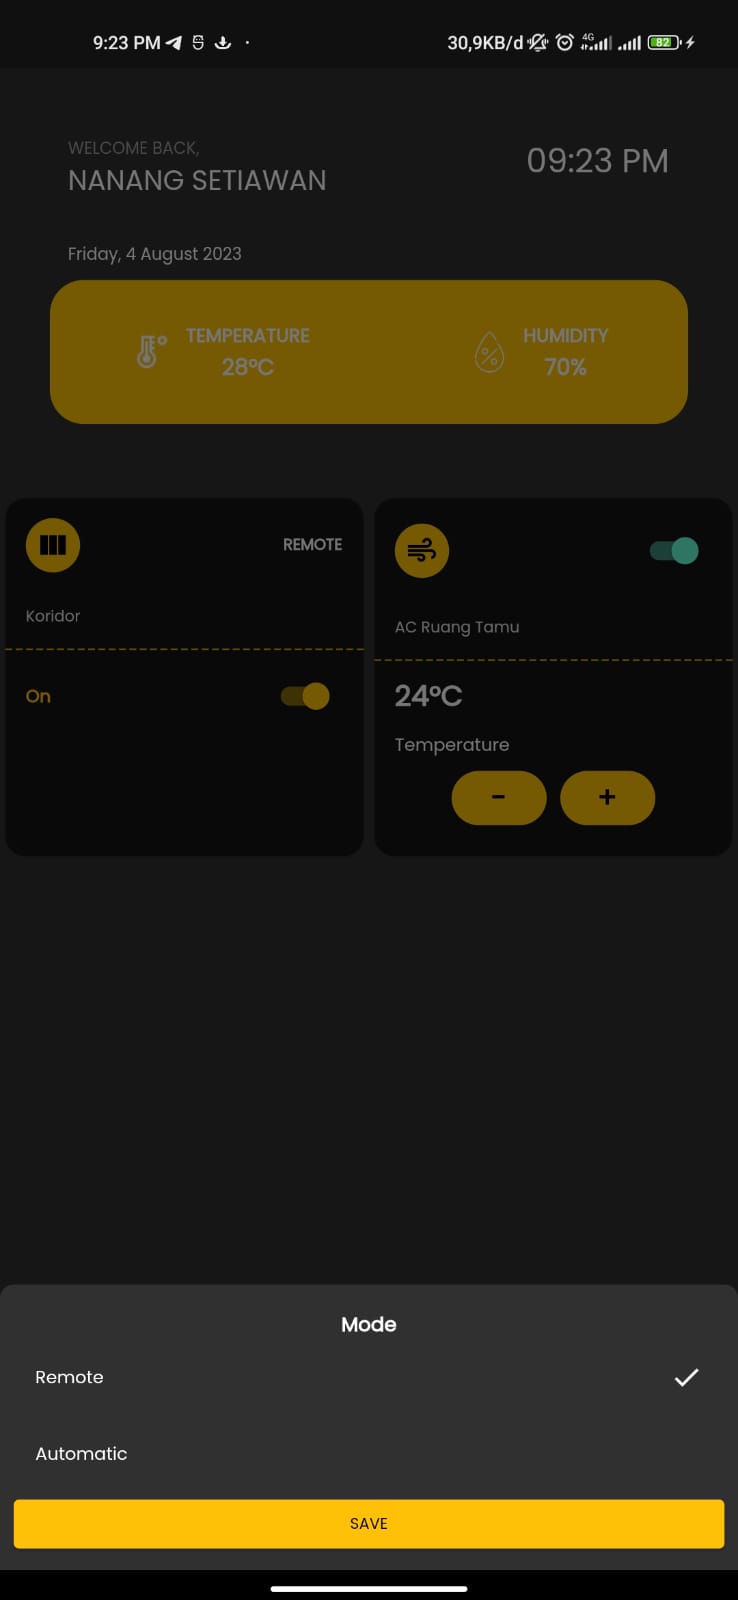 9:23 PM
30,9KB/d
4G
82
WELCOME BACK,
NANANG SETIAWAN
09:23 PM
Friday, 4 August 2023
TEMPERATURE
28°C
HUMIDITY
70%
REMOTE
Koridor
On
AC Ruang Tamu
24°C
Temperature
-
+
Mode
Remote
Automatic
SAVE